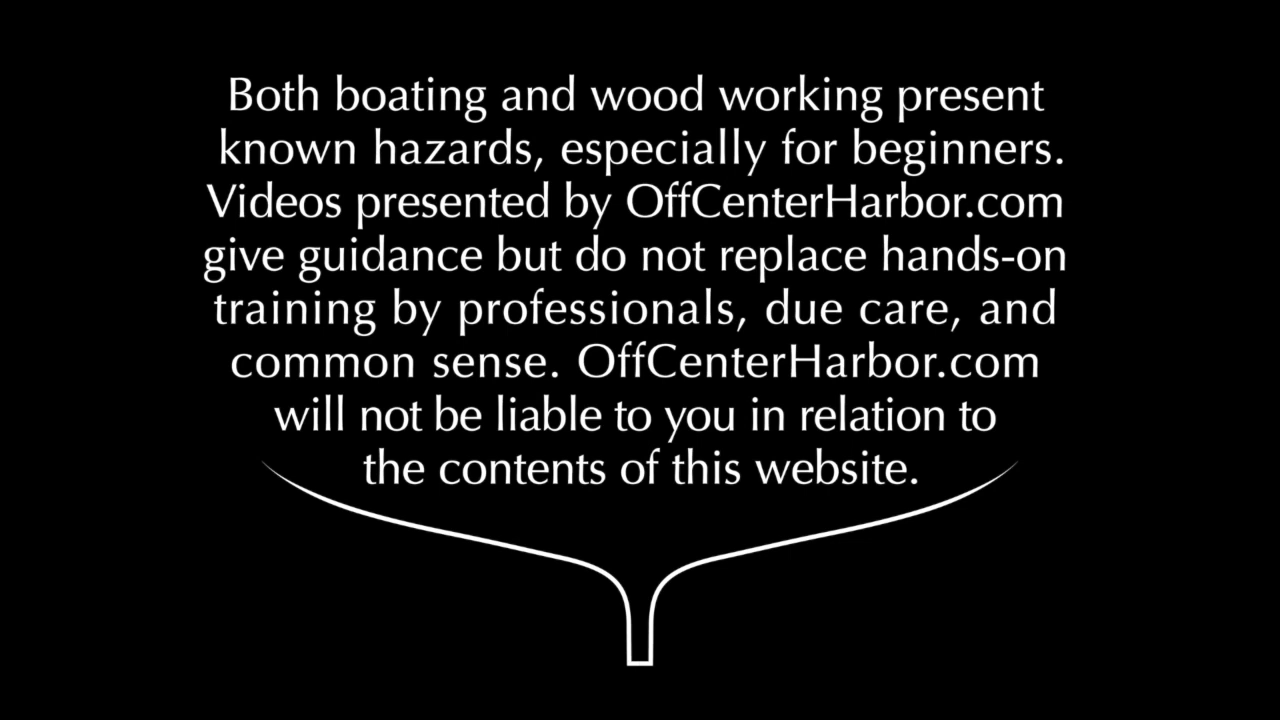 Both boating and wood working present
known hazards, especially for beginners.
Videos presented by OffCenterHarbor.com
give guidance but do not replace hands-on
training by professionals, due care, and
common sense. OffCenterHarbor.com
will not be liable to you in relation to
the contents of this website.